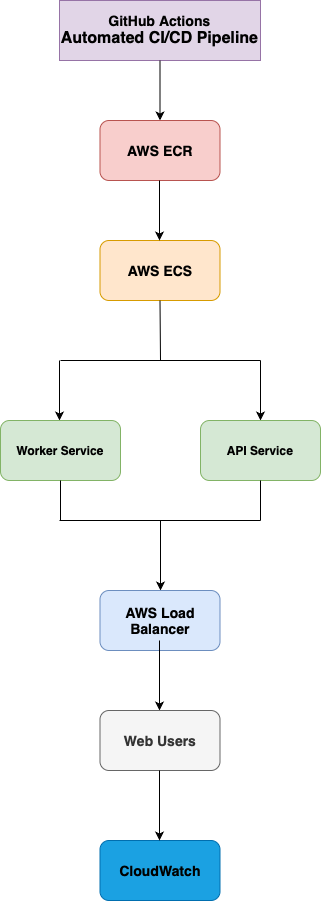 GitHub Actions
Automated CI/CD Pipeline
AWS ECR
AWS ECS
Worker Service
API Service
AWS Load
Balancer
Web Users
CloudWatch